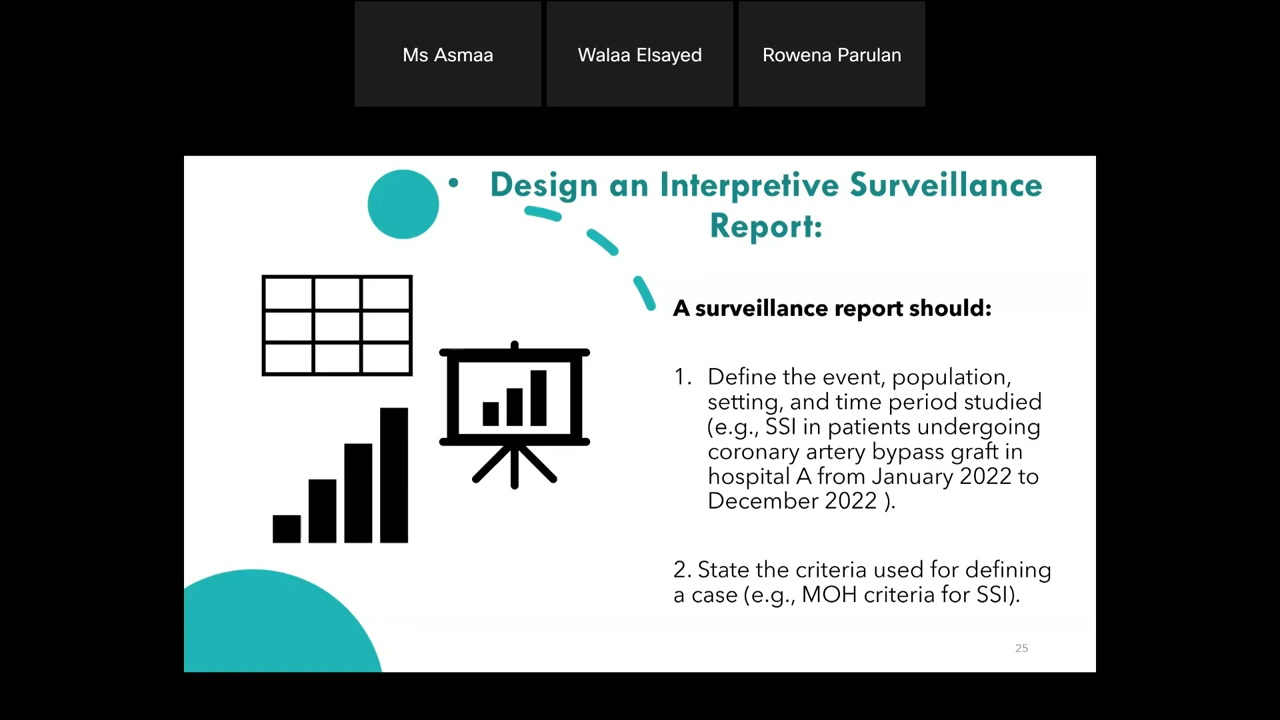 Ms Asmaa
Walaa Elsayed
Rowena Parulan
• Design an Interpretive Surveillance
Report:
A surveillance report should:
1. Define the event, population,
setting, and time period studied
(e.g., SSI in patients undergoing
coronary artery bypass graft in
hospital A from January 2022 to
December 2022 ).
2. State the criteria used for defining
a case (e.g., MOH criteria for SSI).
25